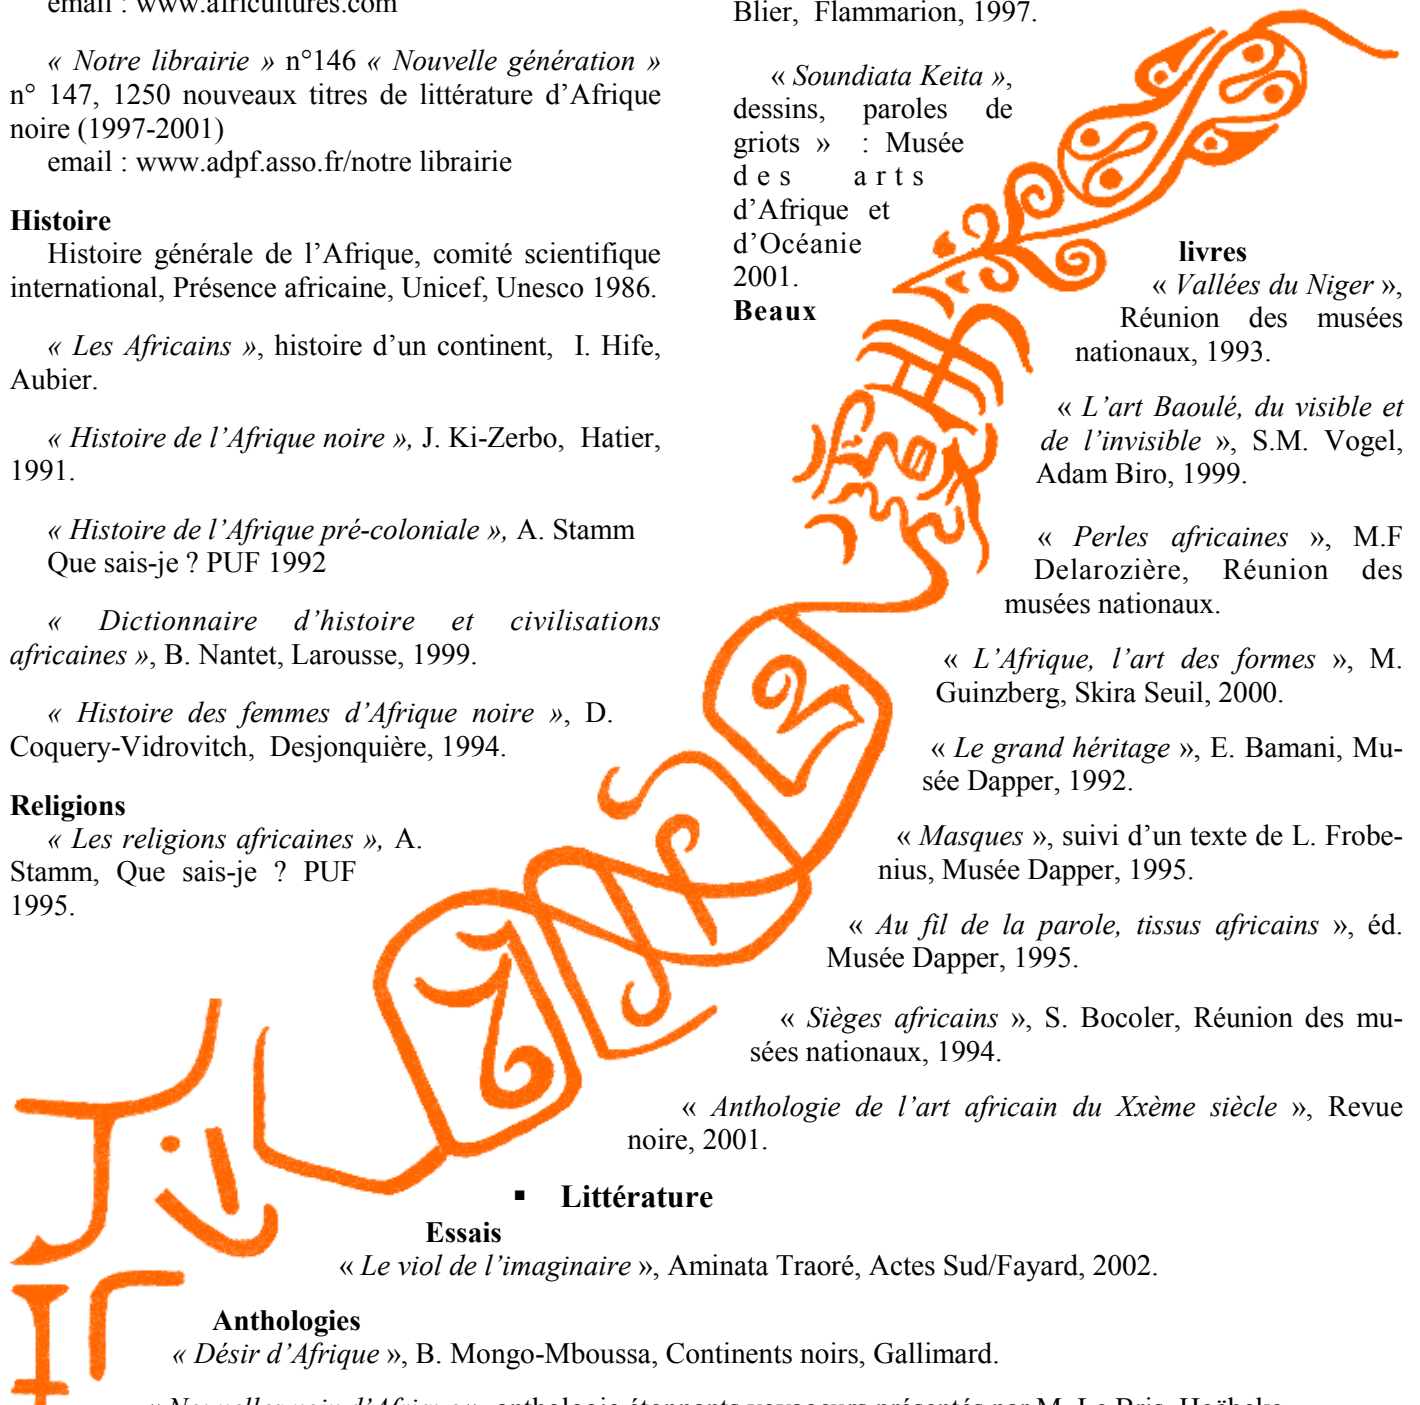 email : www.africultures.com
« Notre librairie » n°146 « Nouvelle génération »
n° 147, 1250 nouveaux titres de littérature d’Afrique
noire (1997-2001)
email : www.adpf.asso.fr/notre librairie
Histoire
Histoire générale de l’Afrique, comité scientifique
international, Présence africaine, Unicef, Unesco 1986.
« Les Africains », histoire d’un continent, I. Hife,
Aubier.
« Histoire de l’Afrique noire », J. Ki-Zerbo, Hatier,
1991.
« Histoire de l’Afrique pré-coloniale », A. Stamm
Que sais-je ? PUF 1992
« Dictionnaire d’histoire et civilisations
africaines », B. Nantet, Larousse, 1999.
« Histoire des femmes d’Afrique noire », D.
Coquery-Vidrovitch, Desjonquière, 1994.
Religions
« Les religions africaines », A.
Stamm, Que sais-je ? PUF
1995.
Blier, Flammarion, 1997.
« Soundiata Keita »,
dessins, paroles de
griots » : Musée
des arts
d’Afrique et
d’Océanie
2001.
Beaux
livres
« Vallées du Niger »,
Réunion des musées
nationaux, 1993.
« L’art Baoulé, du visible et
de l’invisible », S.M. Vogel,
Adam Biro, 1999.
« Perles africaines », M.F
Delarozière, Réunion des
musées nationaux.
« L’Afrique, l’art des formes », M.
Guinzberg, Skira Seuil, 2000.
« Le grand héritage », E. Bamani, Mu-
sée Dapper, 1992.
« Masques », suivi d’un texte de L. Frobe-
nius, Musée Dapper, 1995.
« Au fil de la parole, tissus africains », éd.
Musée Dapper, 1995.
« Sièges africains », S. Bocoler, Réunion des mu-
sées nationaux, 1994.
« Anthologie de l’art africain du Xxème siècle », Revue
noire, 2001.
▪ Littérature
Essais
« Le viol de l’imaginaire », Aminata Traoré, Actes Sud/Fayard, 2002.
Anthologies
« Désir d’Afrique », B. Mongo-Mboussa, Continents noirs, Gallimard.
« Nouvelles voix d’Afrique », anthologie étonnants voyageurs présentés par M. Le Bris, Hoëbeke